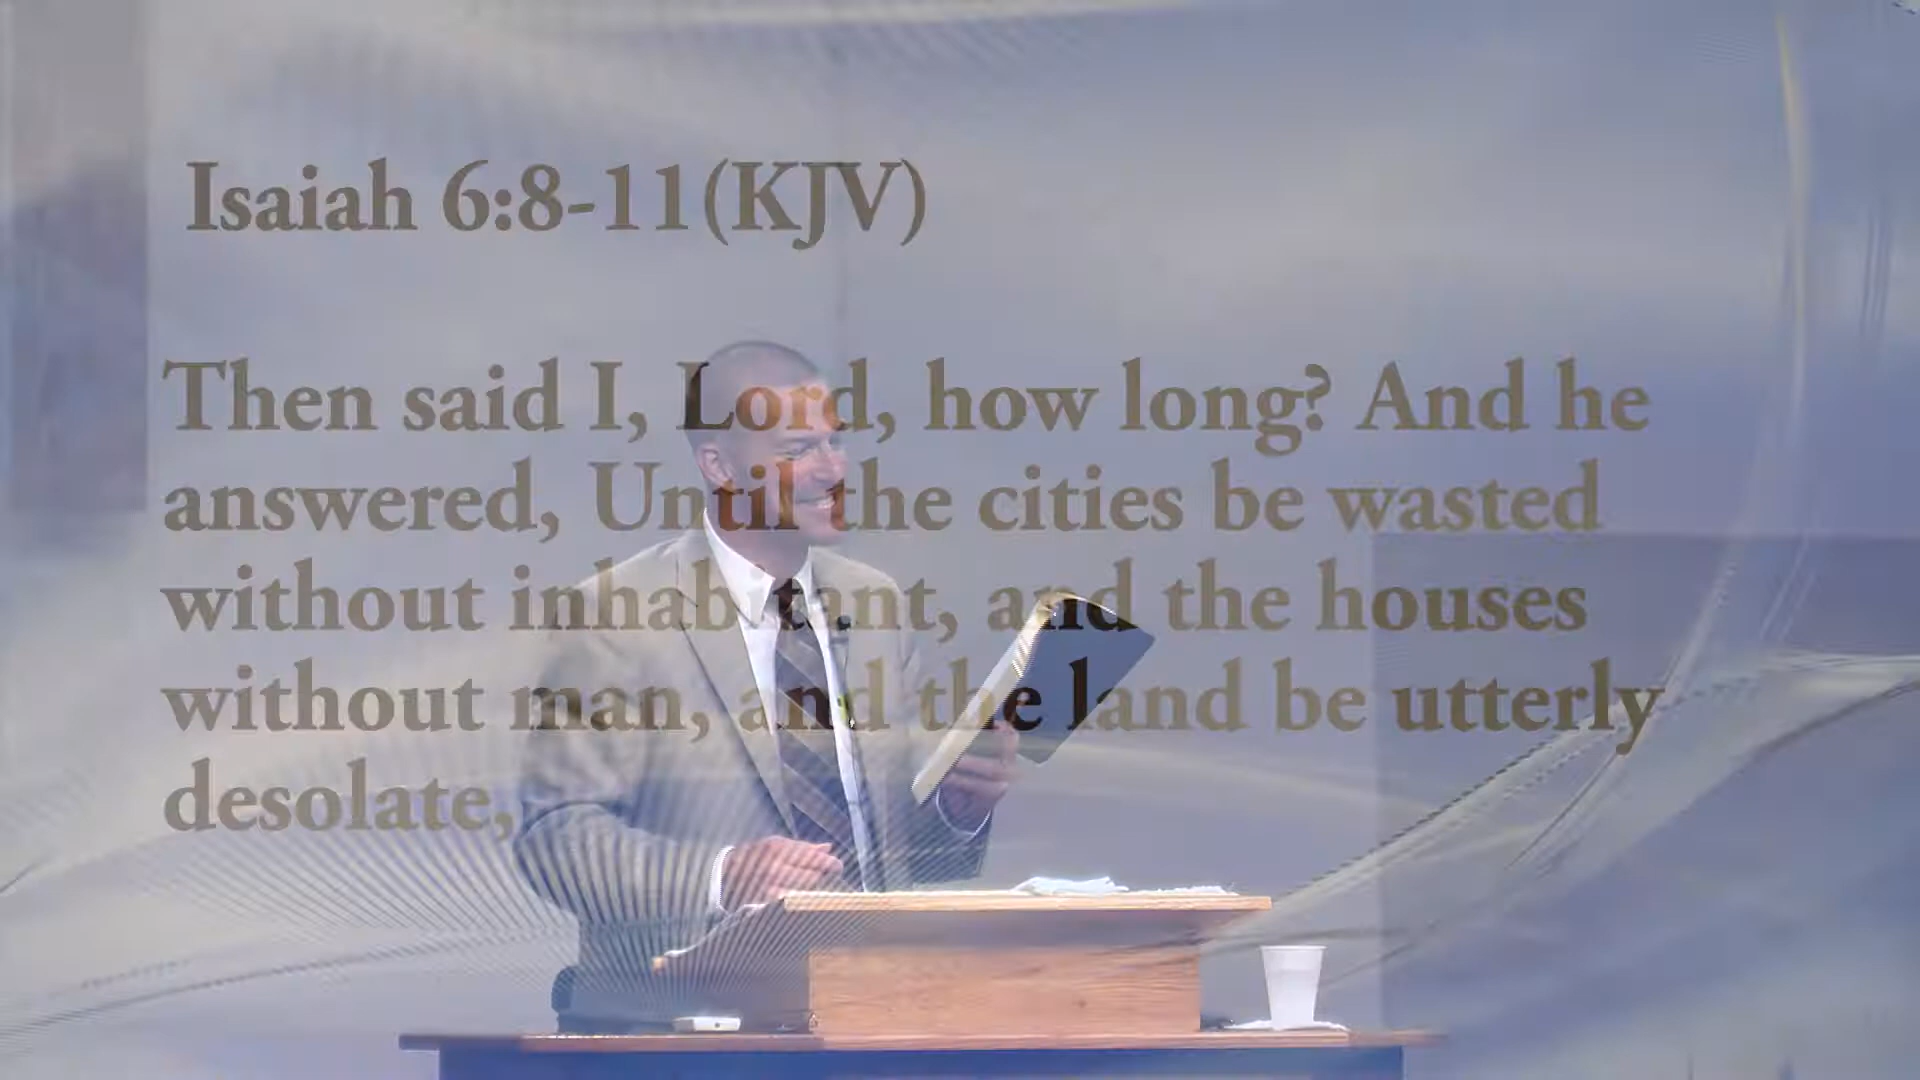 Isaiah 6:8-11(KJV)
Then said I, Lord, how long? And he
answered, Until the cities be wasted
without inhabitant, and the houses
without man, and the land be utterly
desolate,